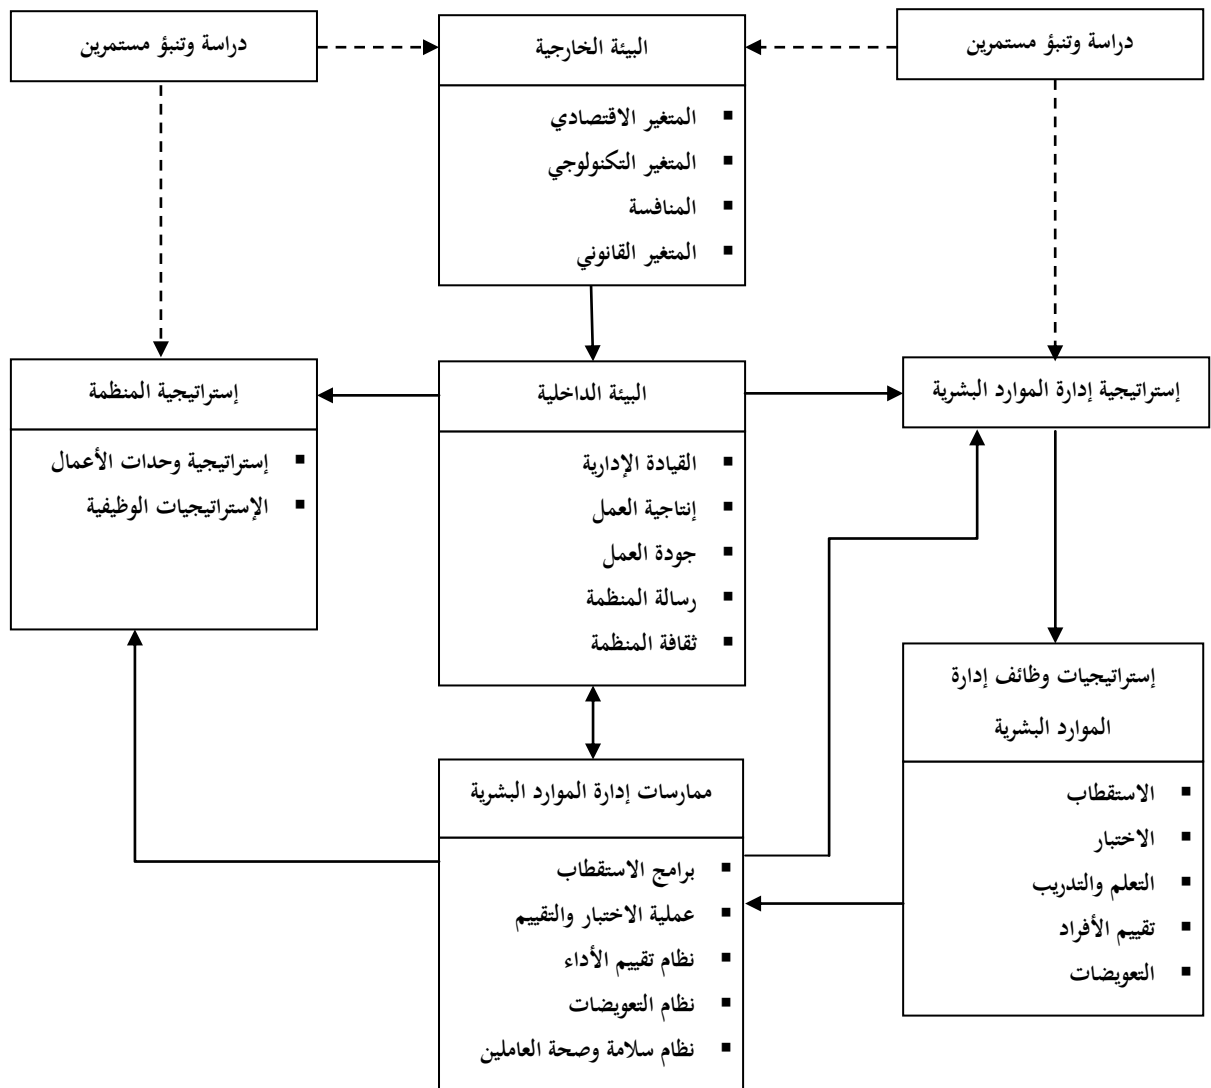 دراسة وتنبؤ مستمرين
البيئة الخارجية
دراسة وتنبؤ مستمرين
▪ المتغير الاقتصادي
▪ المتغير التكنولوجي
▪ المنافسة
▪ المتغير القانوني
إستراتيجية إدارة الموارد البشرية
البيئة الداخلية
▪ القيادة الإدارية
▪ إنتاجية العمل
▪ جودة العمل
▪ رسالة المنظمة
▪ ثقافة المنظمة
إستراتيجية المنظمة
▪ إستراتيجية وحدات الأعمال
▪ الإستراتيجيات الوظيفية
إستراتيجيات وظائف إدارة
الموارد البشرية
▪ الاستقطاب
▪ الاختبار
▪ التعلم والتدريب
▪ تقييم الأفراد
▪ التعويضات
ممارسات إدارة الموارد البشرية
▪ برامج الاستقطاب
▪ عملية الاختبار والتقييم
▪ نظام تقييم الأداء
▪ نظام التعويضات
▪ نظام سلامة وصحة العاملين